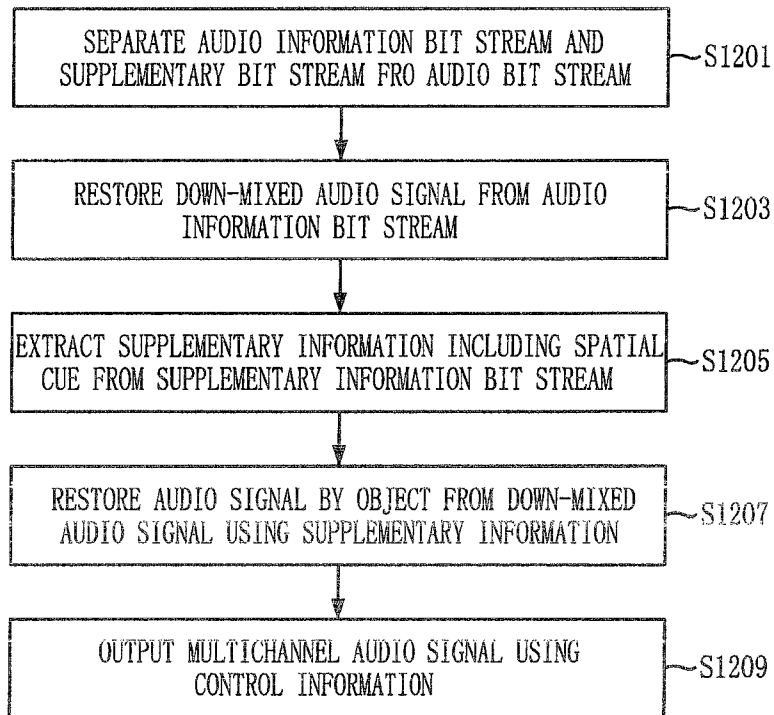 SEPARATE AUDIO INFORMATION BIT STREAM AND
SUPPLEMENTARY BIT STREAM FRO AUDIO BIT STREAM
S1201
RESTORE DOWN-MIXED AUDIO SIGNAL FROM AUDIO
INFORMATION BIT STREAM
S1203
EXTRACT SUPPLEMENTARY INFORMATION INCLUDING SPATIAL
CUE FROM SUPPLEMENTARY INFORMATION BIT STREAM
S1205
RESTORE AUDIO SIGNAL BY OBJECT FROM DOWN-MIXED
AUDIO SIGNAL USING SUPPLEMENTARY INFORMATION
S1207
OUTPUT MULTICHANNEL AUDIO SIGNAL USING
CONTROL INFORMATION
S1209